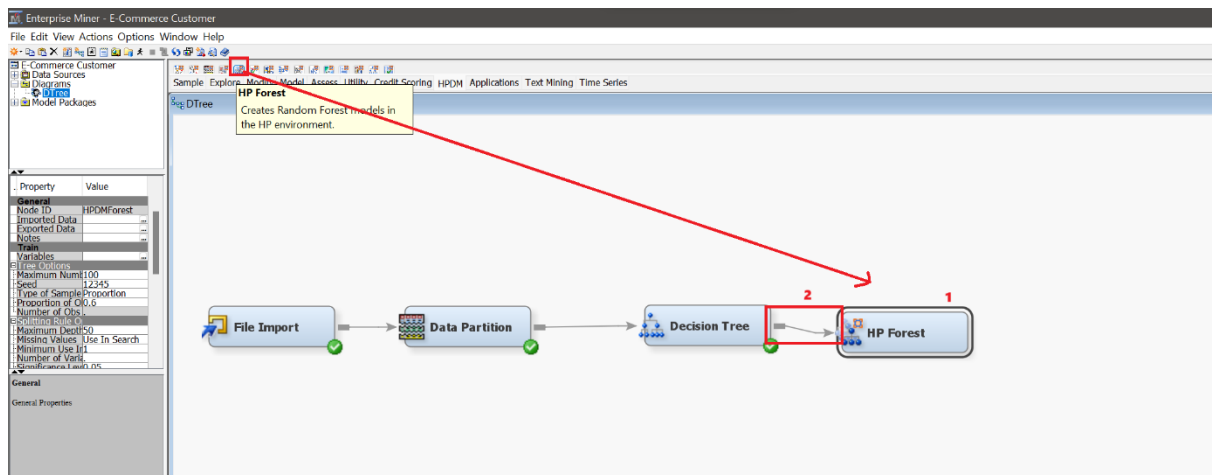 Enterprise Miner - E-Commerce Customer
File Edit View Actions Options Window Help
E-Commerce Customer
Data Sources
Diagrams
DTree
Model Packages
Sample Explore Modify Model Assess Utility Credit Scoring HPDM Applications Text Mining Time Series
HP Forest
Creates Random Forest models in
the HP environment.
DTree
. Property Value
General
Node ID HPDMForest
Imported Data ...
Exported Data ...
Notes ...
Train
Variables ...
Tree Options
Maximum Numl 100
Seed 12345
Type of Sample Proportion
Proportion of O 0.6
Number of Obs .
Splitting Rule O
Maximum Depth 50
Missing Values Use In Search
Minimum Use In 1
Number of Varia .
Significance Lev 0.05
General
General Properties
2
1
File Import
Data Partition
Decision Tree
HP Forest